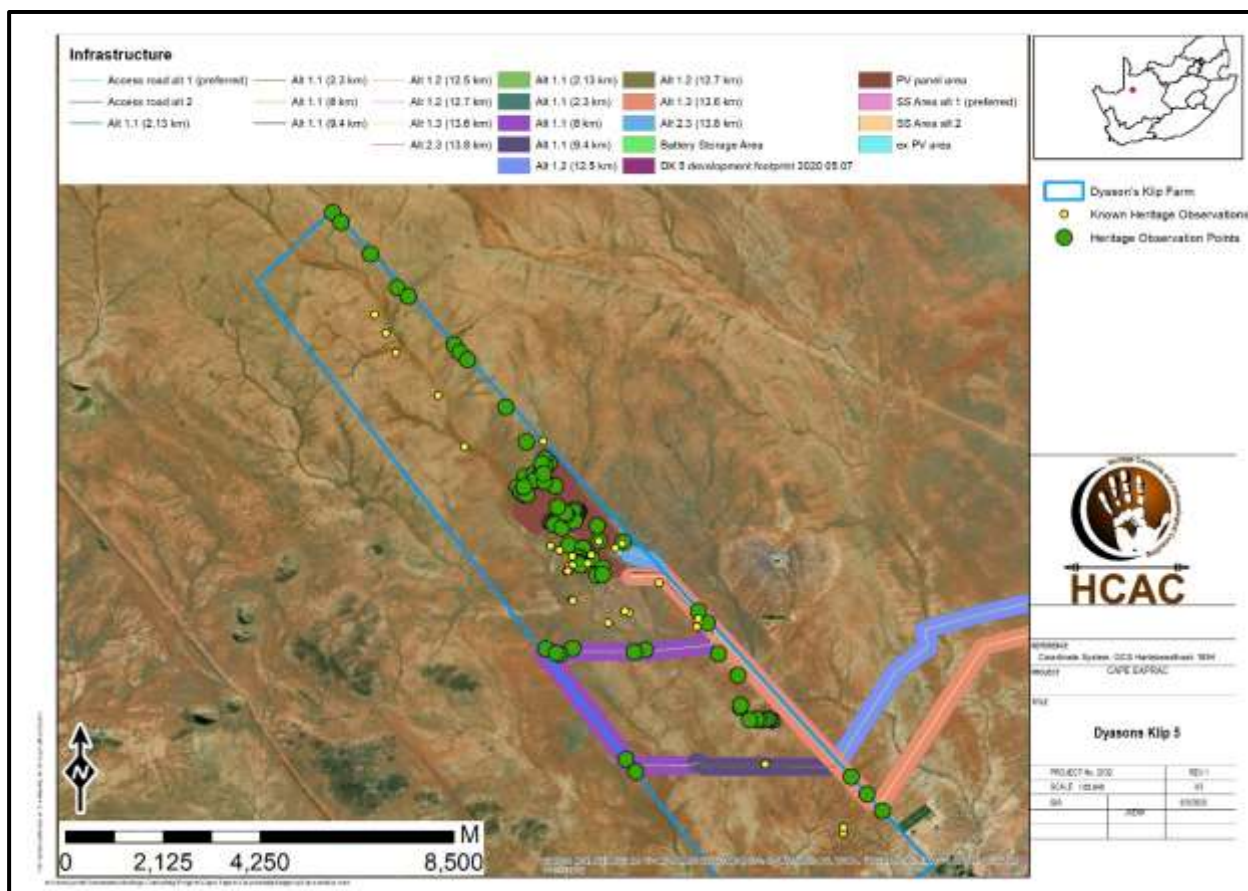 Infrastructure
Access road alt 1 (preferred)
Access road alt 2
Alt 1.1 (2,13 km)
Alt 1.1 (2.3 km)
Alt 1.1 (8 km)
Alt 1.1 (9.4 km)
Alt 1.2 (12.5 km)
Alt 1.2 (12.7 km)
Alt 1.3 (13.6 km)
Alt 2.3 (13.8 km)
Alt 1.1 (2,13 km)
Alt 1.1 (2.3 km)
Alt 1.1 (8 km)
Alt 1.1 (9.4 km)
Alt 1,2 (12.5 km)
Alt 1.2 (12.7 km)
Alt 1.3 (13.6 km)
Alt 2.3 (13.8 km)
Battery Storage Area
DK 5 development footprint 2020 05 07
PV panel area
SS Area alt 1 (preferred)
SS Area alt 2
ex PV area
Dyason's Klip Farm
Known Heritage Observations
Heritage Observation Points
HCAC
REFERENCE
PROJECT
CAPE EAPRAC
TITLE
Dyasons Klip 5
REV 1
N
M
0 2,125 4,250 8,500